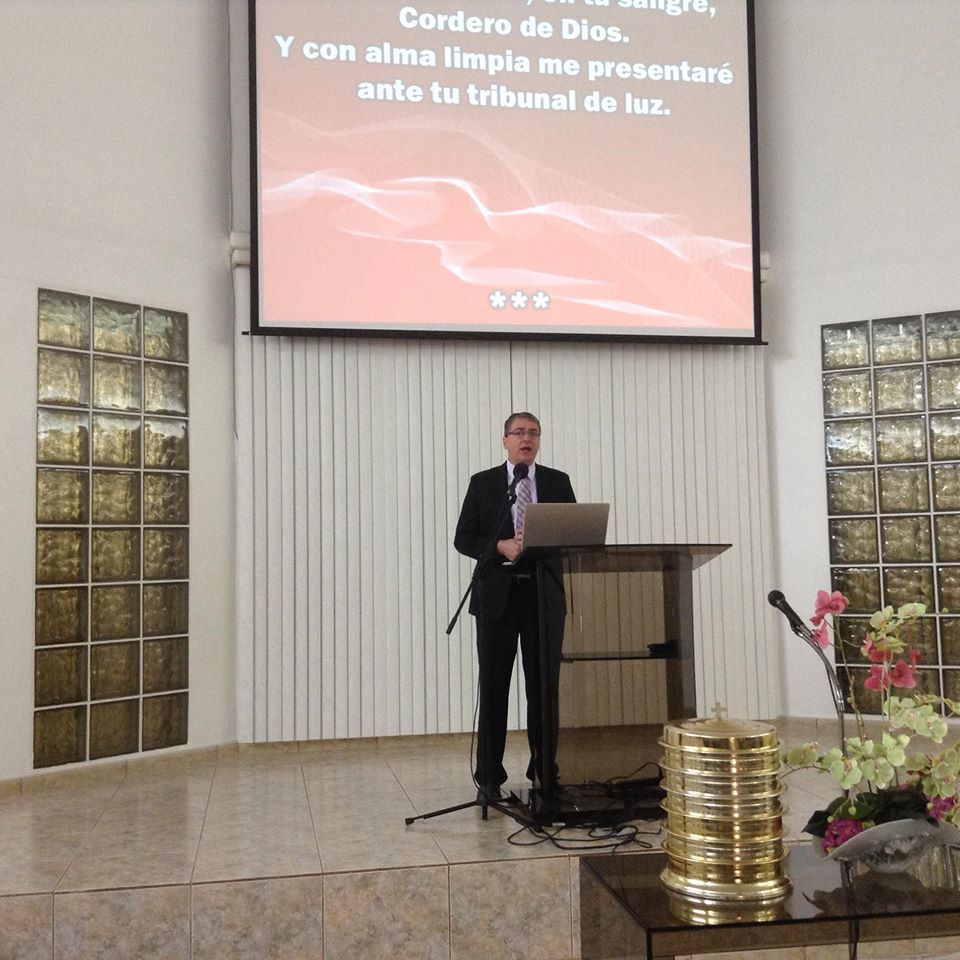 en tu sangre,
Cordero de Dios.
Y con alma limpia me presentaré
ante tu tribunal de luz.
***